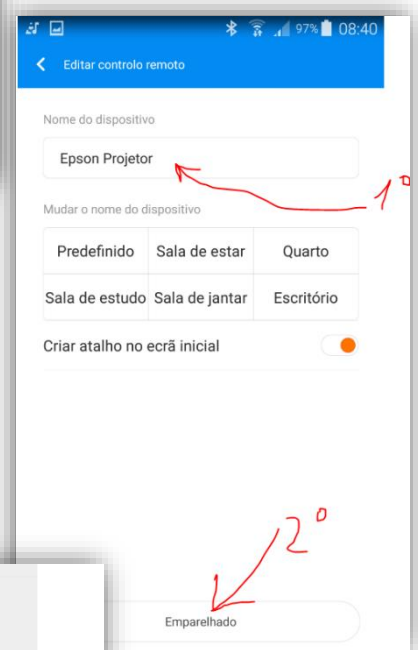 97% 08:40
Editar controlo remoto
Nome do dispositivo
Epson Projetor
1º
Mudar o nome do dispositivo
Predefinido Sala de estar Quarto
Sala de estudo Sala de jantar Escritório
Criar atalho no ecrã inicial
2º
Emparelhado